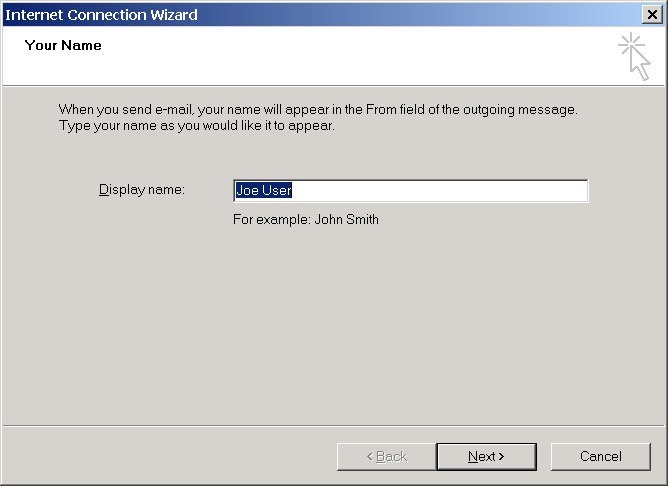 Internet Connection Wizard
Your Name
When you send e-mail, your name will appear in the From field of the outgoing message.
Type your name as you would like it to appear.
Display name: Joe User
For example: John Smith
< Back Next > Cancel